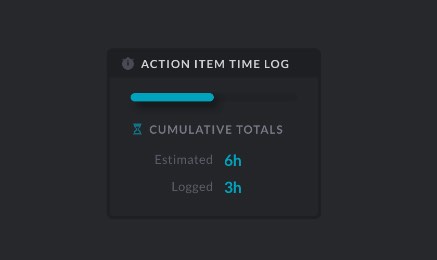 ACTION ITEM TIME LOG
CUMULATIVE TOTALS
Estimated 6h
Logged 3h